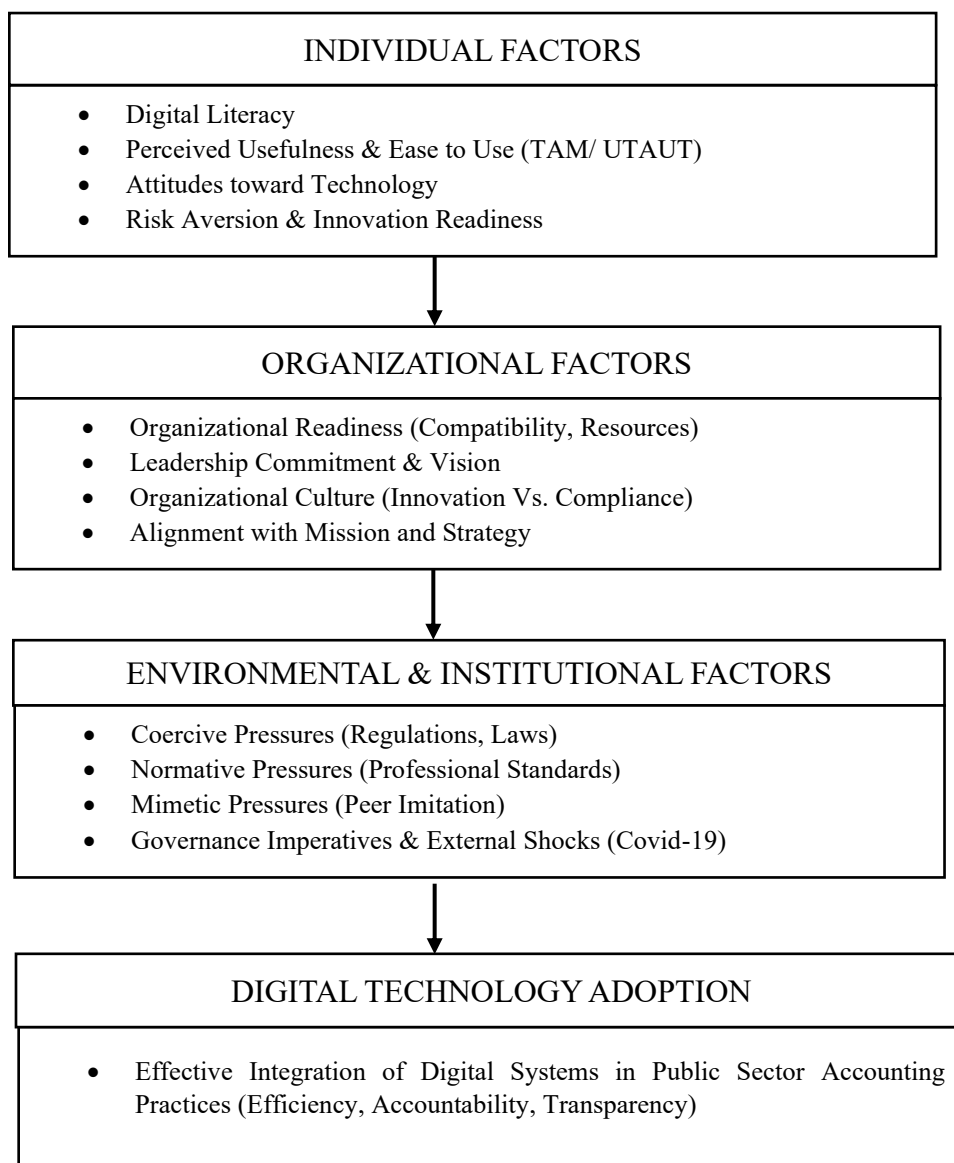 INDIVIDUAL FACTORS
• Digital Literacy
• Perceived Usefulness & Ease to Use (TAM/ UTAUT)
• Attitudes toward Technology
• Risk Aversion & Innovation Readiness
ORGANIZATIONAL FACTORS
• Organizational Readiness (Compatibility, Resources)
• Leadership Commitment & Vision
• Organizational Culture (Innovation Vs. Compliance)
• Alignment with Mission and Strategy
ENVIRONMENTAL & INSTITUTIONAL FACTORS
• Coercive Pressures (Regulations, Laws)
• Normative Pressures (Professional Standards)
• Mimetic Pressures (Peer Imitation)
• Governance Imperatives & External Shocks (Covid-19)
DIGITAL TECHNOLOGY ADOPTION
• Effective Integration of Digital Systems in Public Sector Accounting
Practices (Efficiency, Accountability, Transparency)